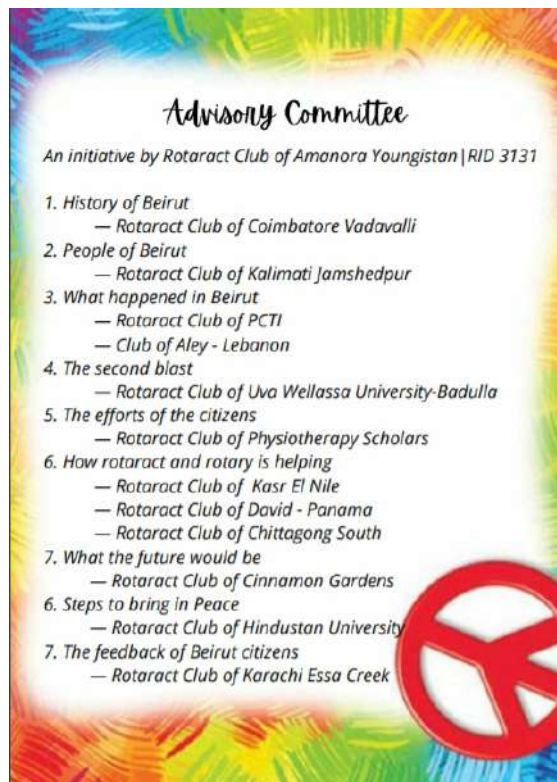 Advisory Committee
An initiative by Rotaract Club of Amanora Youngistan|RID 3131
1. History of Beirut
— Rotaract Club of Coimbatore Vadavalli
2. People of Beirut
— Rotaract Club of Kalimati Jamshedpur
3. What happened in Beirut
— Rotaract Club of PCTI
— Club of Aley - Lebanon
4. The second blast
— Rotaract Club of Uva Wellassa University-Badulla
5. The efforts of the citizens
— Rotaract Club of Physiotherapy Scholars
6. How rotaract and rotary is helping
— Rotaract Club of Kasr El Nile
— Rotaract Club of David - Panama
— Rotaract Club of Chittagong South
7. What the future would be
— Rotaract Club of Cinnamon Gardens
6. Steps to bring in Peace
— Rotaract Club of Hindustan University
7. The feedback of Beirut citizens
— Rotaract Club of Karachi Essa Creek